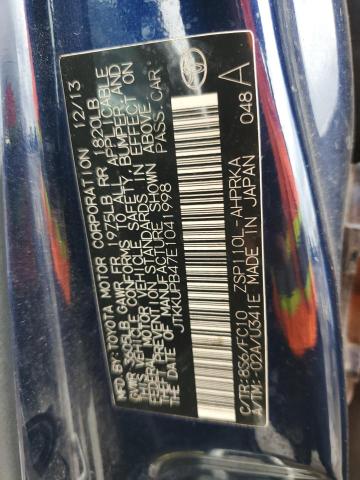 MFD.BY:
TOYOTA MOTOR CORPORATION 12/13
GVWR 3560LB GAWR FR 1975LB RR 1820LB
THIS VEHICLE CONFORMS TO ALL APPLICABLE
FEDERAL MOTOR VEHICLE SAFETY, BUMPER, AND
THEFT PREVENTION STANDARDS IN EFFECT ON
THE DATE OF MANUFACTURE SHOWN ABOVE.
JTKKUPB47E1041998 PASS. CAR
C/TR:8S6/FC10 ZSP110L-AHPRKA
A/TM:-02A/U341E MADE IN JAPAN 048 A